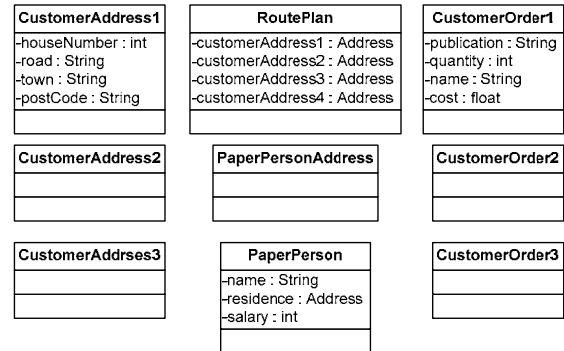 CustomerAddress1
-houseNumber : int
-road : String
-town : String
-postCode : String
RoutePlan
-customerAddress1 : Address
-customerAddress2 : Address
-customerAddress3 : Address
-customerAddress4 : Address
CustomerOrder1
-publication : String
-quantity : int
-name : String
-cost : float
CustomerAddress2
PaperPersonAddress
CustomerOrder2
CustomerAddrses3
PaperPerson
-name : String
-residence : Address
-salary : int
CustomerOrder3